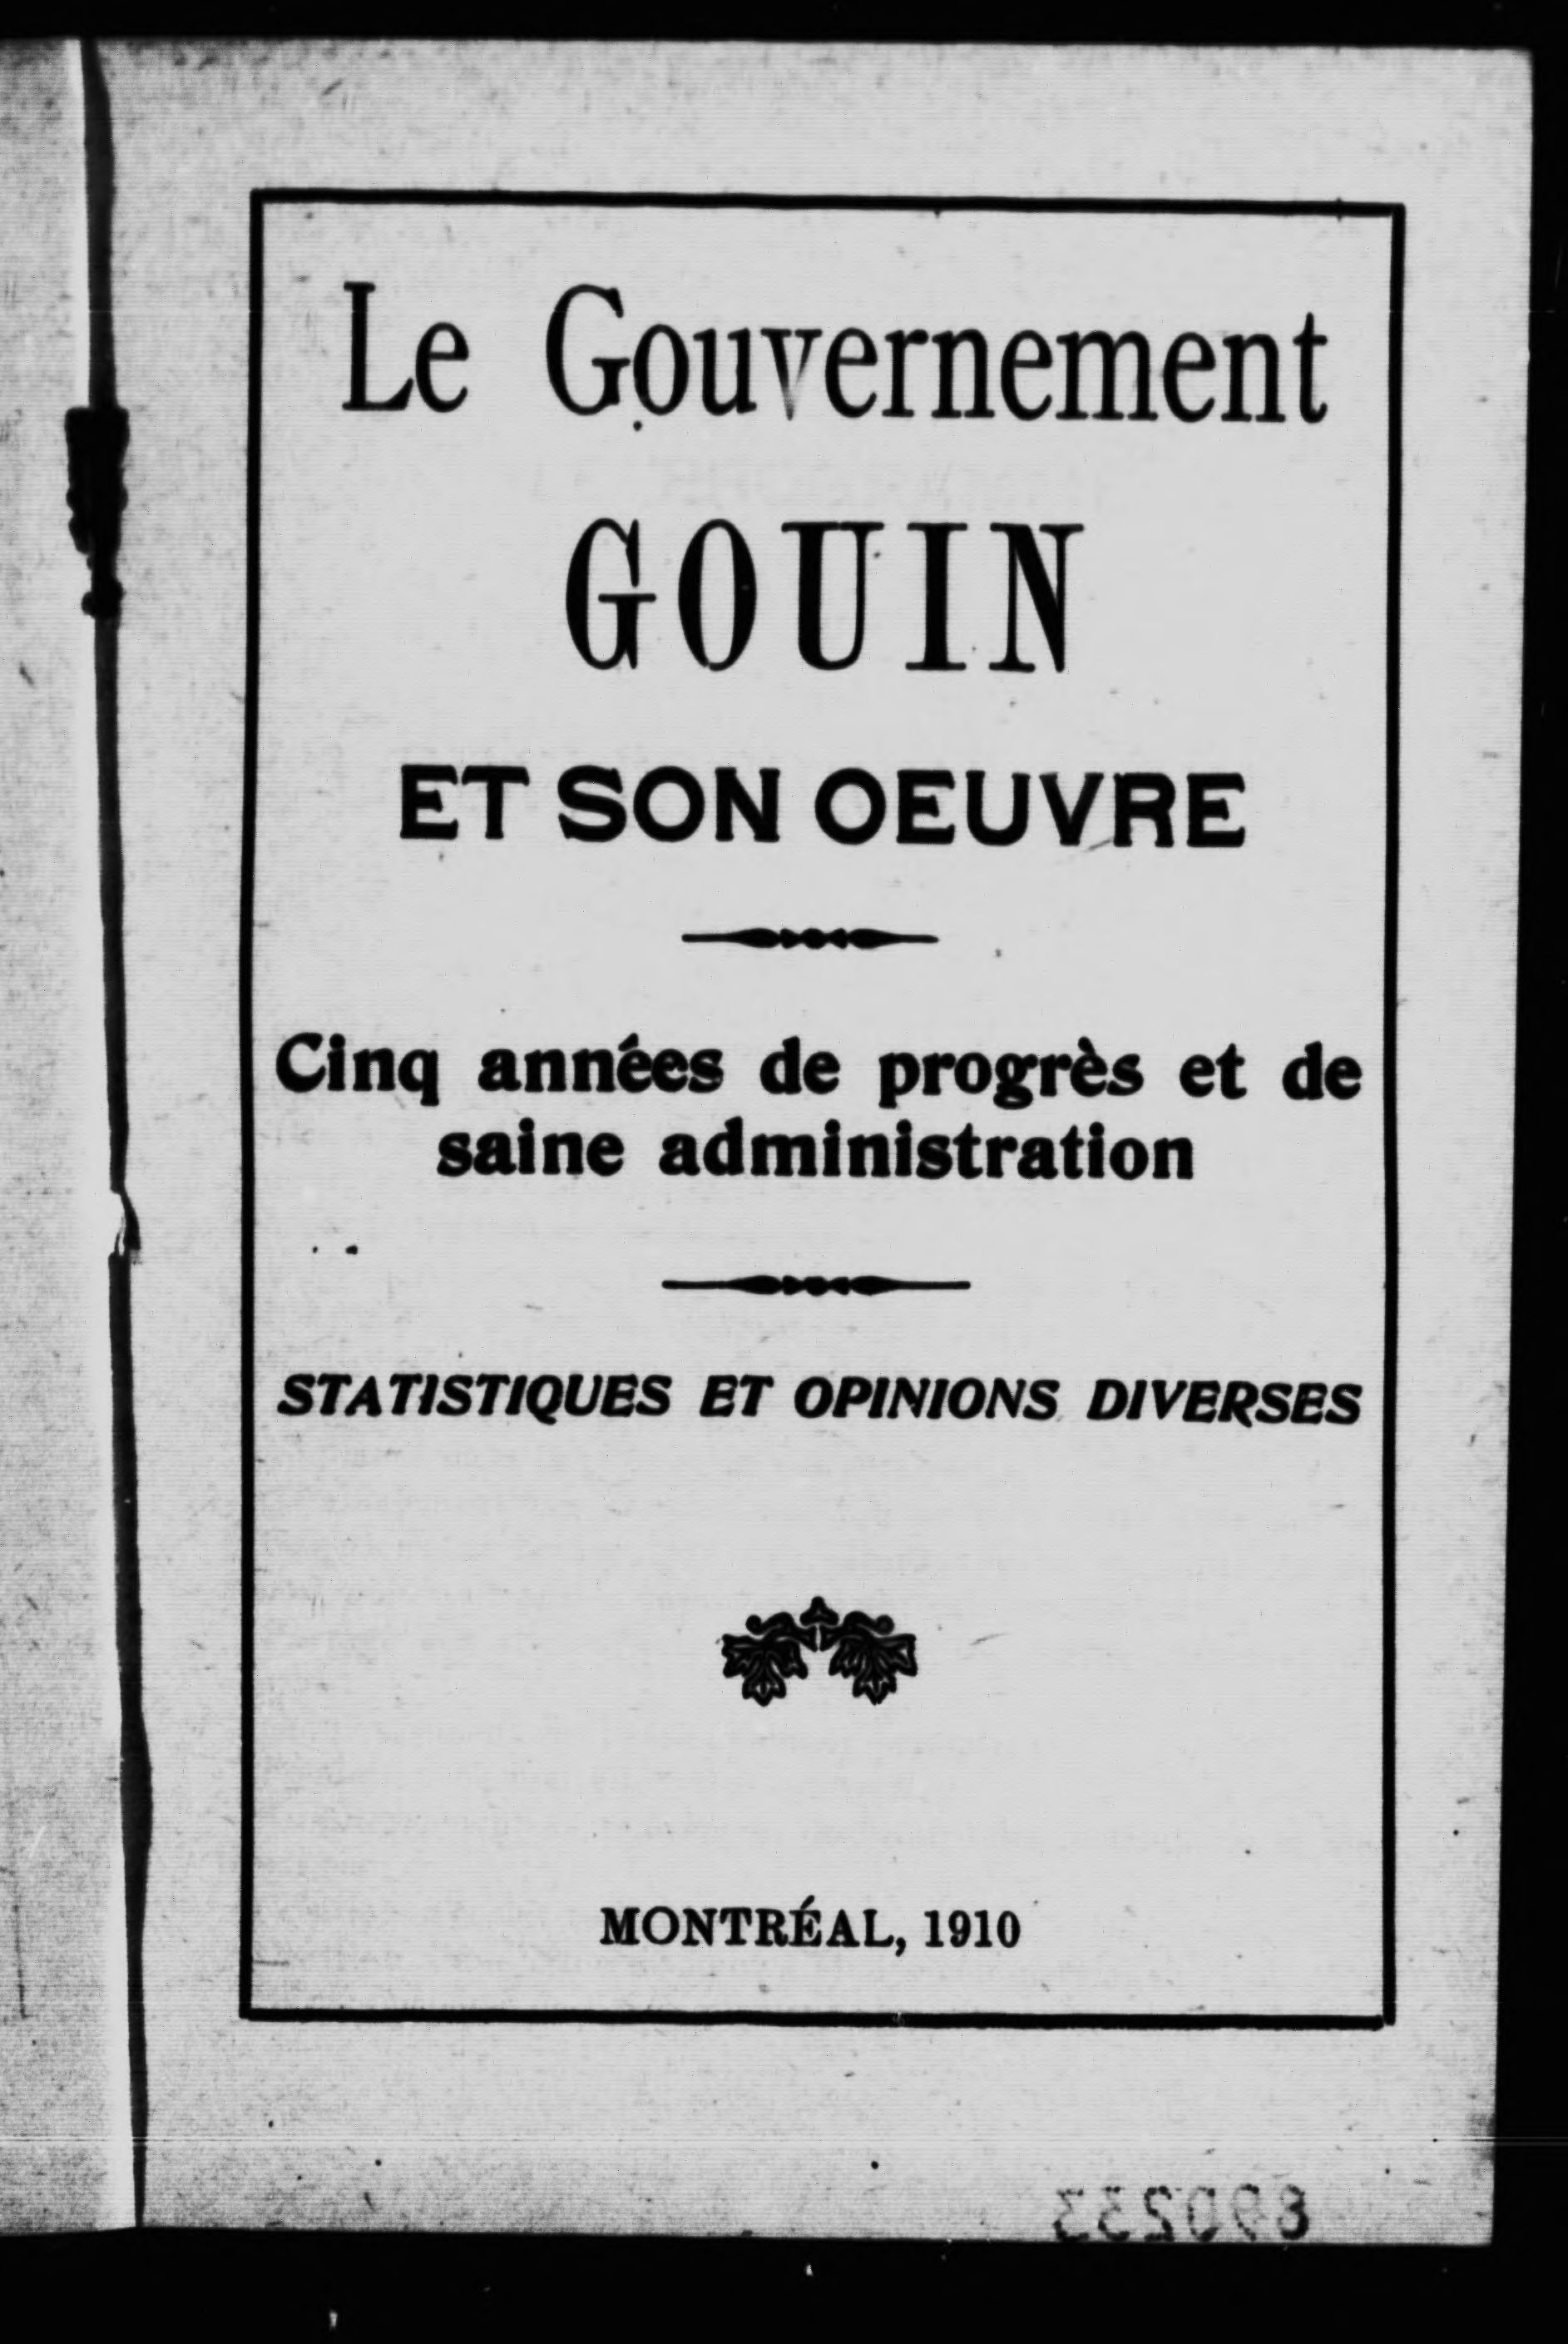 Le Gouvernement
GOUIN
ET SON OEUVRE
Cinq années de progrès et de
saine administration
STATISTIQUES ET OPINIONS DIVERSES
MONTRÉAL, 1910